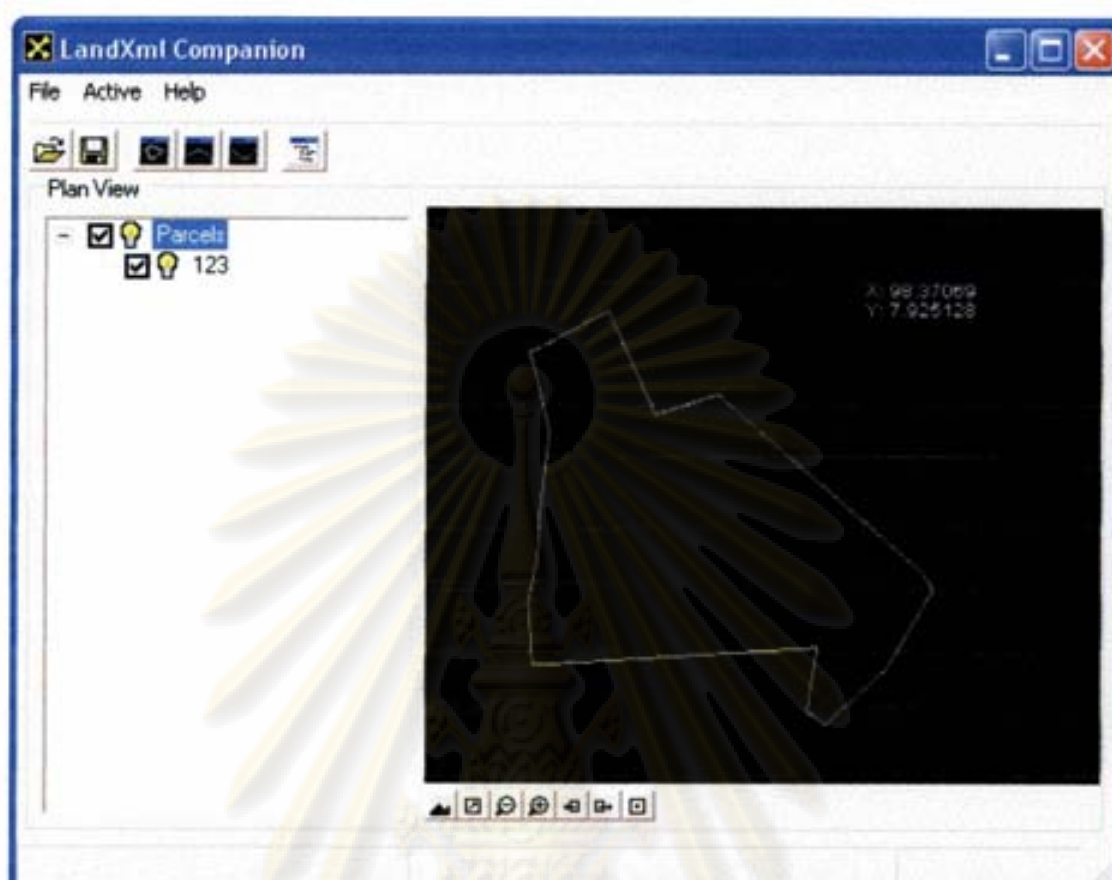 LandXml Companion
File Active Help
Plan View
Parcels
123
X: 98.37069
Y: 7.925128